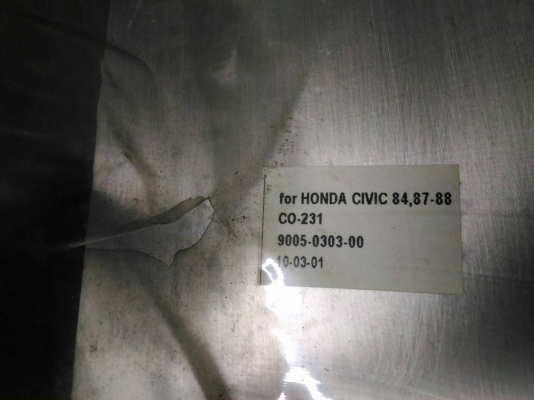 for HONDA CIVIC 84,87-88
CO-231
9005-0303-00
10-03-01